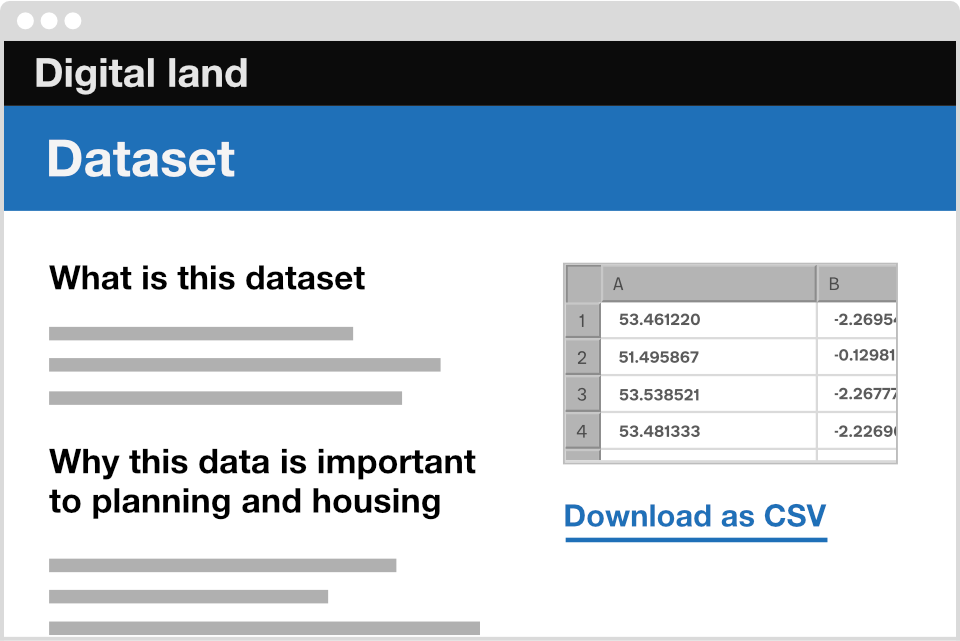 Digital land
Dataset
What is this dataset
Why this data is important
to planning and housing
A B
1 53.461220 -2.26954
2 51.495867 -0.12981
3 53.538521 -2.26777
4 53.481333 -2.22690
Download as CSV